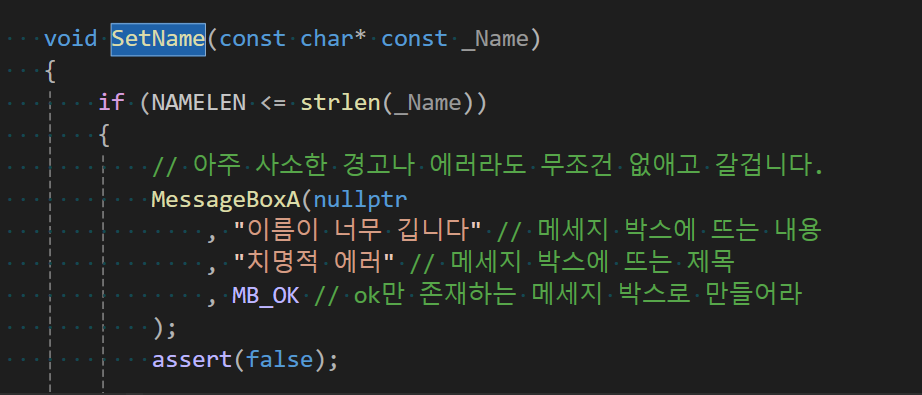 void SetName(const char* const _Name)
{
if (NAMELEN <= strlen(_Name))
{
// 아주 사소한 경고나 에러라도 무조건 없애고 갈겁니다.
MessageBoxA(nullptr
, "이름이 너무 깁니다" // 메세지 박스에 뜨는 내용
, "치명적 에러" // 메세지 박스에 뜨는 제목
, MB_OK // ok만 존재하는 메세지 박스로 만들어라
);
assert(false);